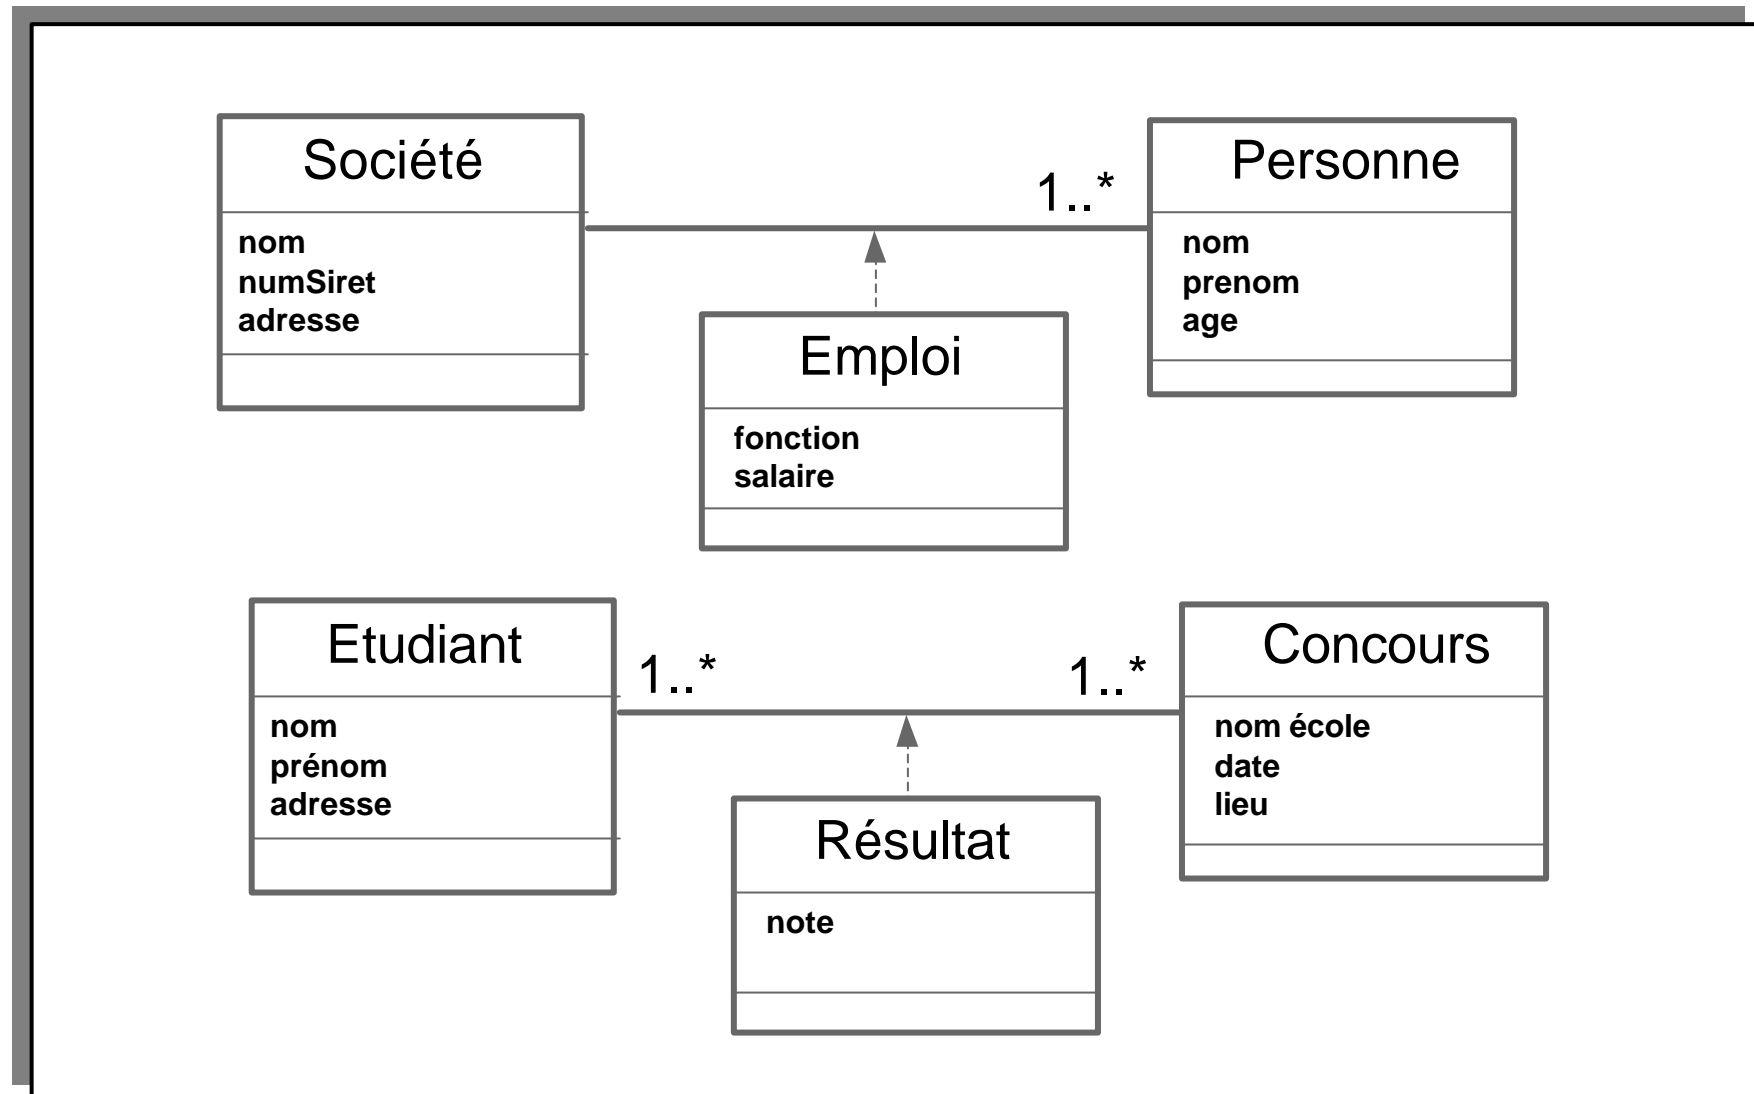 Société
nom
numSiret
adresse
1..*
Personne
nom
prenom
age
Emploi
fonction
salaire
Etudiant
nom
prénom
adresse
1..*
1..*
Concours
nom école
date
lieu
Résultat
note